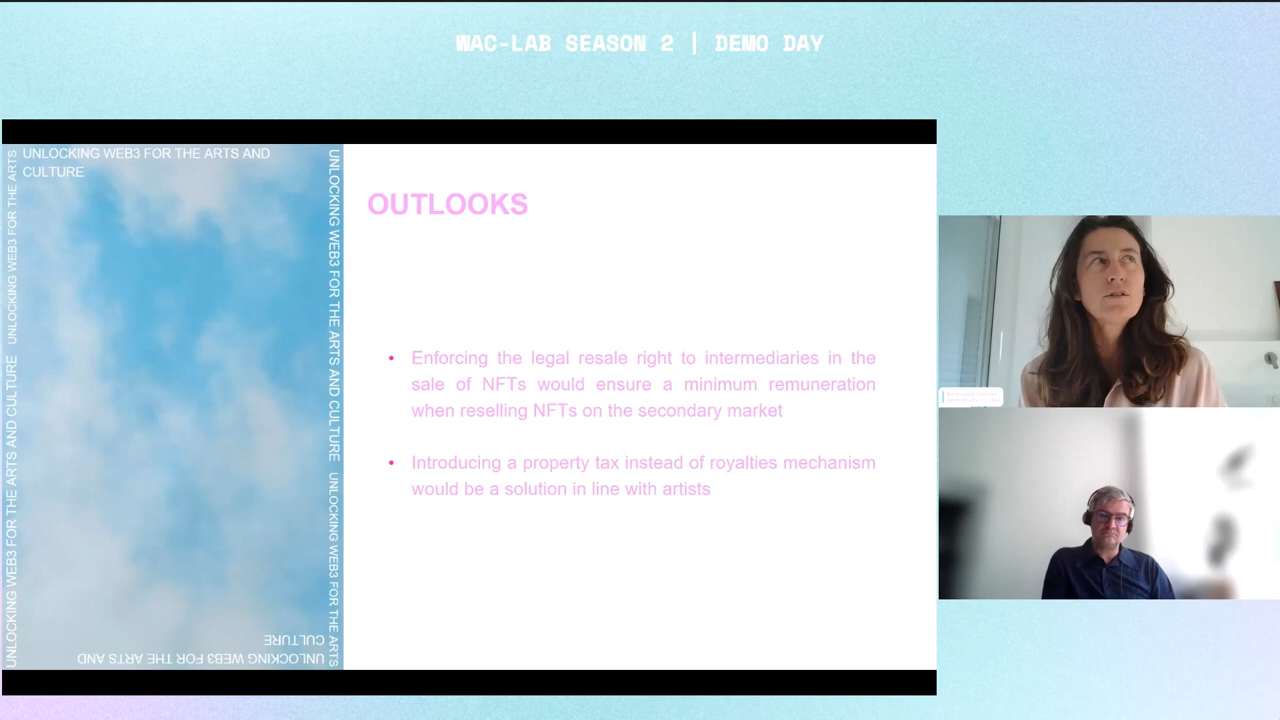 WAC-LAB SEASON 2 | DEMO DAY
UNLOCKING WEB3 FOR THE ARTS AND
CULTURE
UNLOCKING WEB3 FOR THE ARTS AND CULTURE
UNLOCKING WEB3 FOR THE ARTS
UNLOCKING WEB3 FOR THE ARTS AND CULTURE
UNLOCKING WEB3 FOR THE ARTS
UNLOCKING WEB3 FOR THE ARTS AND
CULTURE
OUTLOOKS
• Enforcing the legal resale right to intermediaries in the
sale of NFTs would ensure a minimum remuneration
when reselling NFTs on the secondary market
• Introducing a property tax instead of royalties mechanism
would be a solution in line with artists